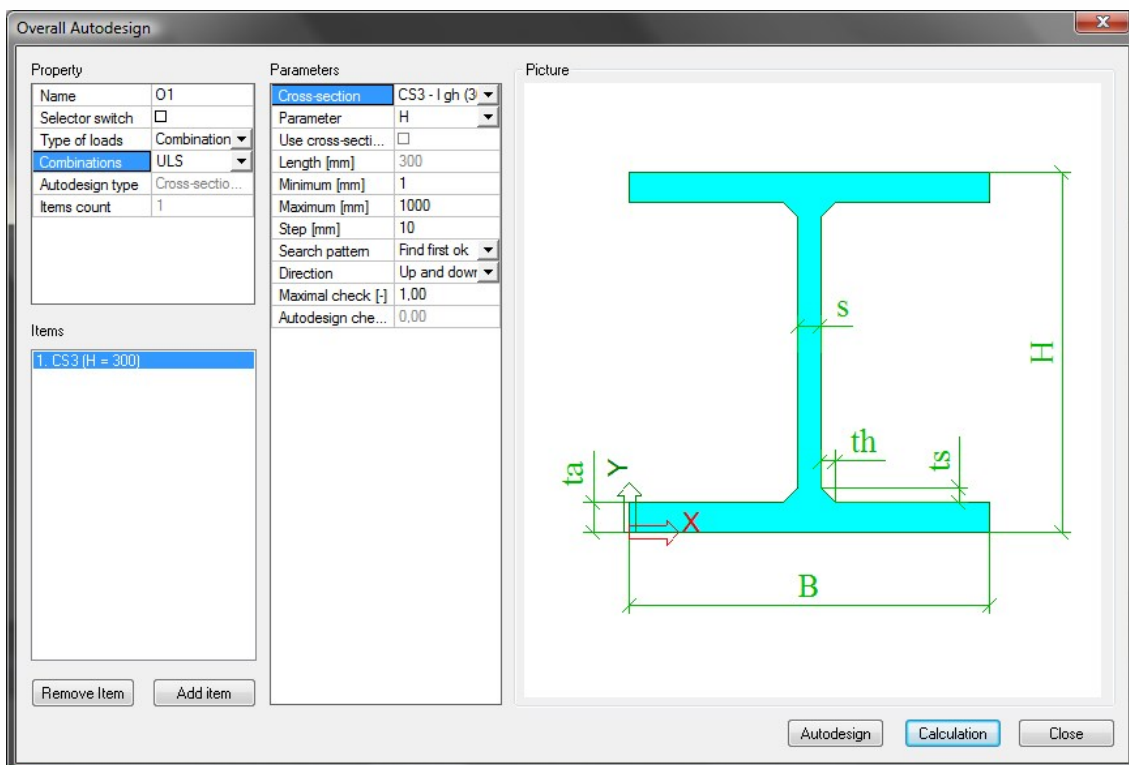 Overall Autodesign
Property
Name O1
Selector switch
Type of loads Combination
Combinations ULS
Autodesign type Cross-sectio...
Items count 1
Items
1. CS3 (H = 300)
Remove Item Add item
Parameters
Cross-section CS3 - I gh (3
Parameter H
Use cross-secti...
Length [mm] 300
Minimum [mm] 1
Maximum [mm] 1000
Step [mm] 10
Search pattern Find first ok
Direction Up and down
Maximal check [-] 1,00
Autodesign che... 0,00
Picture
s
H
th
ts
ta
Y
X
B
Autodesign Calculation Close